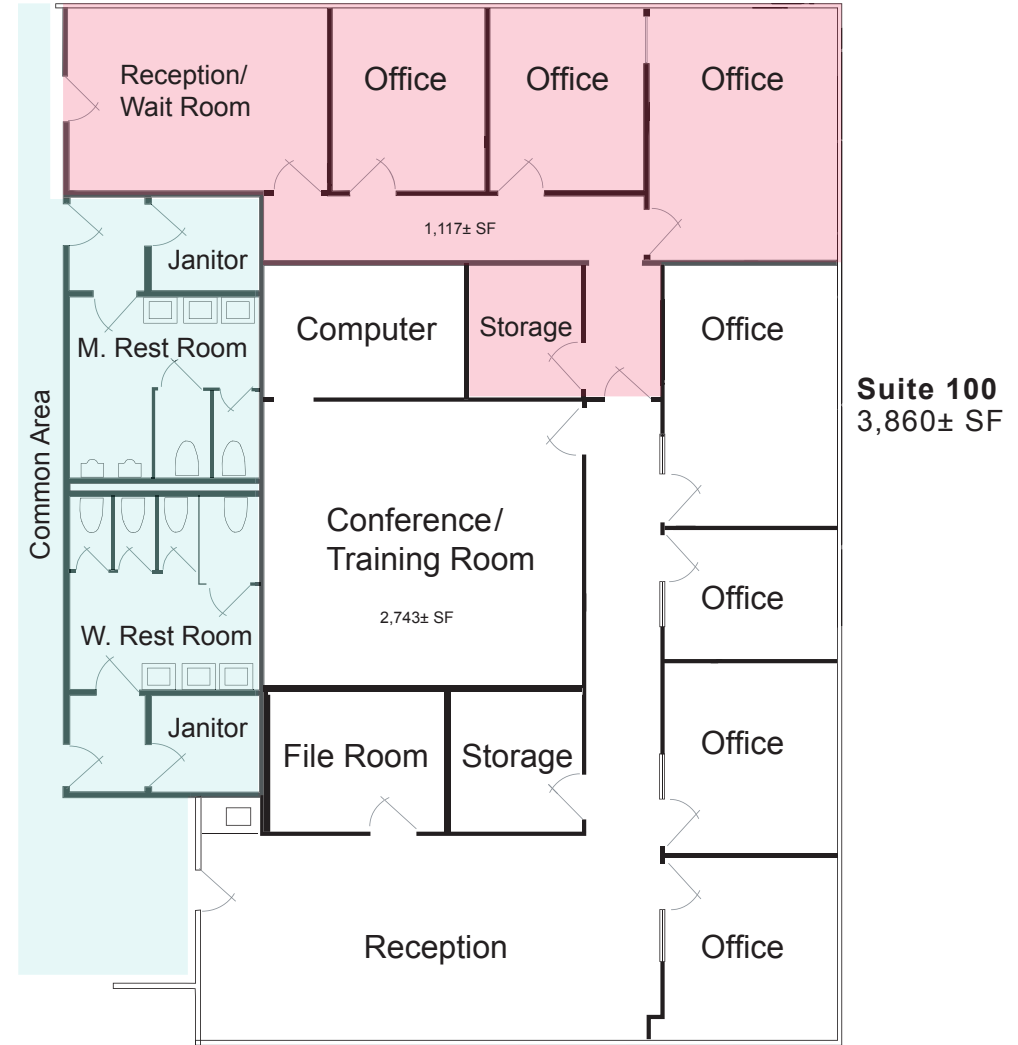 Reception/
Wait Room
Office
Office
Office
1,117± SF
Janitor
Computer
Storage
Office
M. Rest Room
Suite 100
3,860± SF
Common Area
Conference/
Training Room
2,743± SF
Office
W. Rest Room
Janitor
File Room
Storage
Office
Reception
Office